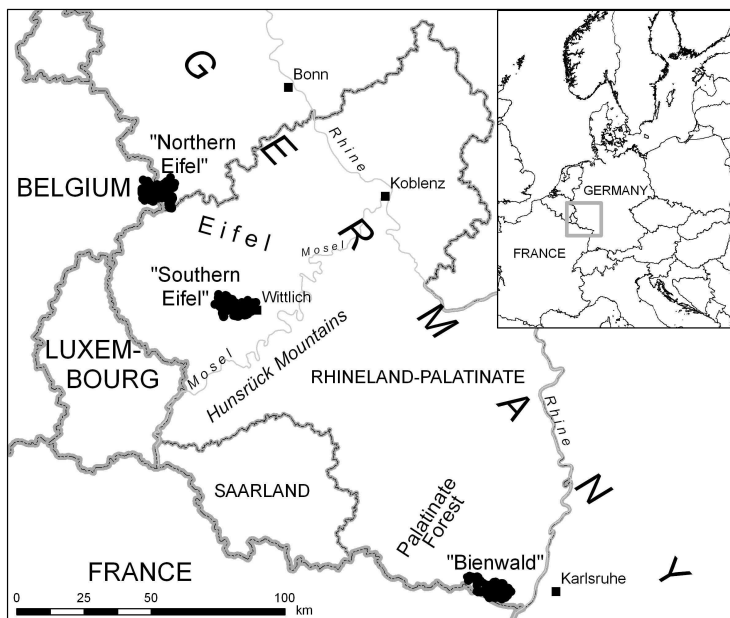 G E R M A N Y
Bonn
"Northern
Eifel"
BELGIUM
Rhine
Koblenz
Eifel
Mosel
"Southern
Eifel"
Wittlich
LUXEM-
BOURG
Mosel
Hunsrück Mountains
RHINELAND-PALATINATE
Rhine
SAARLAND
Palatinate
Forest
"Bienwald"
FRANCE
Karlsruhe
0 25 50 100
km
GERMANY
FRANCE